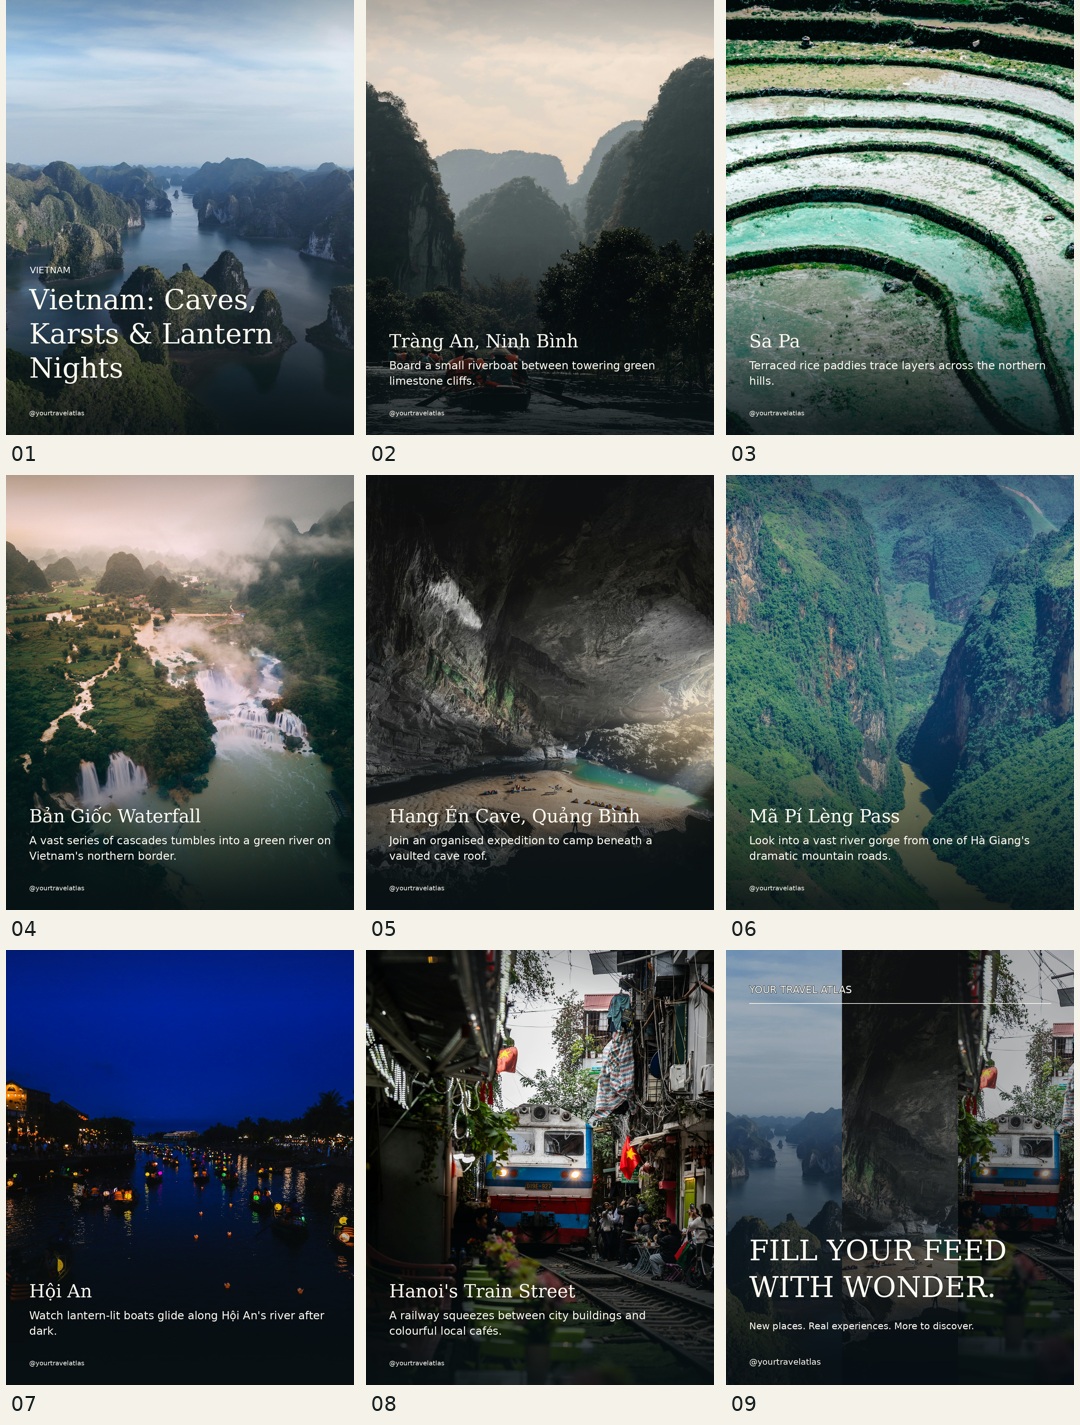 VIETNAM
Vietnam: Caves,
Karsts & Lantern
Nights
@yourtravelatlas
01
Tràng An, Ninh Bình
Board a small riverboat between towering green
limestone cliffs.
@yourtravelatlas
02
Sa Pa
Terraced rice paddies trace layers across the northern
hills.
@yourtravelatlas
03
Bản Giốc Waterfall
A vast series of cascades tumbles into a green river on
Vietnam's northern border.
@yourtravelatlas
04
Hang Én Cave, Quảng Bình
Join an organised expedition to camp beneath a
vaulted cave roof.
@yourtravelatlas
05
Mã Pí Lèng Pass
Look into a vast river gorge from one of Hà Giang's
dramatic mountain roads.
@yourtravelatlas
06
Hội An
Watch lantern-lit boats glide along Hội An's river after
dark.
@yourtravelatlas
07
Hanoi's Train Street
A railway squeezes between city buildings and
colourful local cafés.
@yourtravelatlas
08
YOUR TRAVEL ATLAS
FILL YOUR FEED
WITH WONDER.
New places. Real experiences. More to discover.
@yourtravelatlas
09